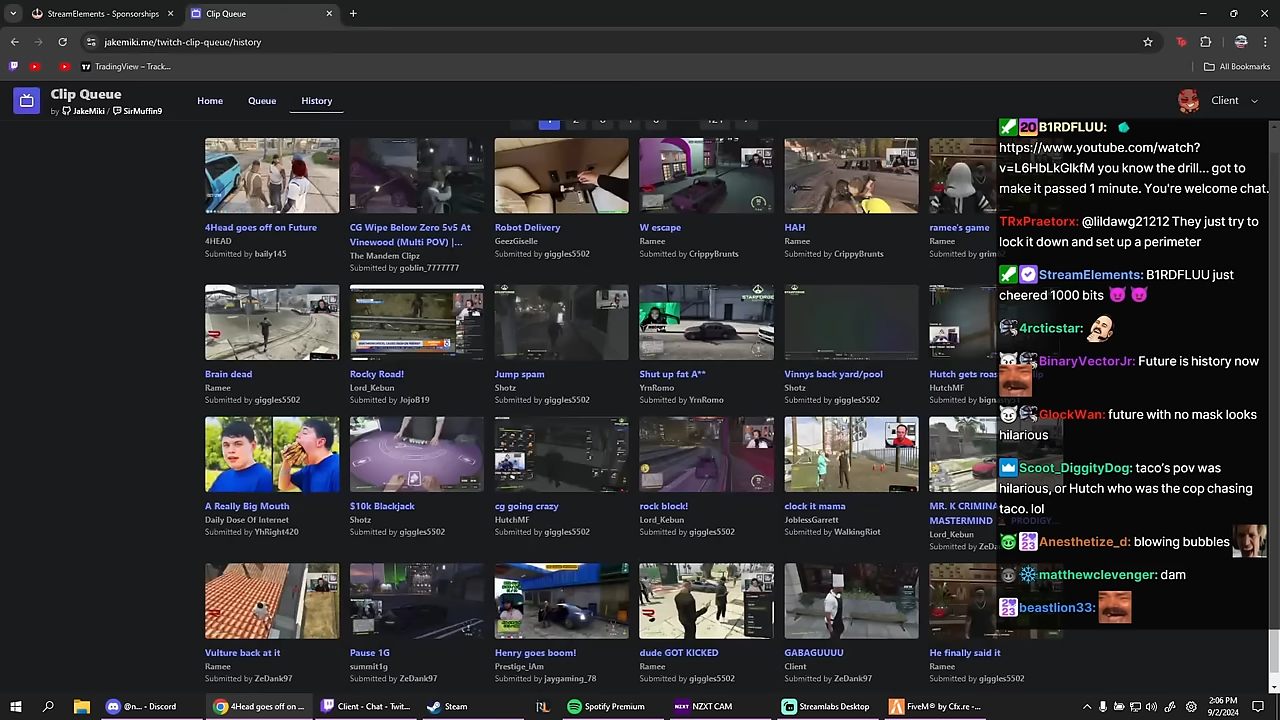 StreamElements - Sponsorships
Clip Queue
jakemiki.me/twitch-clip-queue/history
TradingView – Track...
All Bookmarks
Clip Queue
by JakeMiki / SirMuffin9
Home
Queue
History
Client
4Head goes off on Future
4HEAD
Submitted by baily145
CG Wipe Below Zero 5v5 At
Vinewood (Multi POV) |...
The Mandem Clipz
Submitted by goblin_7777777
Robot Delivery
GeezGiselle
Submitted by giggles5502
W escape
Ramee
Submitted by CrippyBrunts
HAH
Ramee
Submitted by CrippyBrunts
ramee's game
Ramee
Submitted by
Brain dead
Ramee
Submitted by giggles5502
Rocky Road!
Lord_Kebun
Submitted by JojoB19
Jump spam
Shotz
Submitted by giggles5502
Shut up fat A**
YrnRomo
Submitted by YrnRomo
Vinnys back yard/pool
Shotz
Submitted by giggles5502
Hutch gets
HutchMF
Submitted by
A Really Big Mouth
Daily Dose Of Internet
Submitted by YhRight420
$10k Blackjack
Shotz
Submitted by giggles5502
cg going crazy
HutchMF
Submitted by giggles5502
rock block!
Lord_Kebun
Submitted by giggles5502
clock it mama
JoblessGarrett
Submitted by WalkingRiot
MR. K
MASTERMIND PRODIGY...
Lord_Kebun
Submitted by
Vulture back at it
Ramee
Submitted by ZeDank97
Pause 1G
summit1g
Submitted by ZeDank97
Henry goes boom!
Prestige_iAm
Submitted by jaygaming_78
dude GOT KICKED
Ramee
Submitted by giggles5502
GABAGUUUU
Client
Submitted by ZeDank97
He finally said it
Ramee
Submitted by giggles5502
20 B1RDFLUU:
https://www.youtube.com/watch?
v=L6HbLkGlkfM you know the drill... got to
make it passed 1 minute. You're welcome chat.
TRxPraetorx: @lildawg21212 They just try to
lock it down and set up a perimeter
StreamElements: B1RDFLUU just
cheered 1000 bits
4rcticstar:
BinaryVectorJr: Future is history now
GlockWan: future with no mask looks
hilarious
Scoot_DiggityDog: taco's pov was
hilarious, or Hutch who was the cop chasing
taco. lol
Anesthetize_d: blowing bubbles
matthewclevenger: dam
beastlion33:
@n... - Discord
4Head goes off on ...
Client - Chat - Twit...
Steam
Spotify Premium
NZXT CAM
Streamlabs Desktop
FiveM® by Cfx.re - ...
2:06 PM
9/2/2024